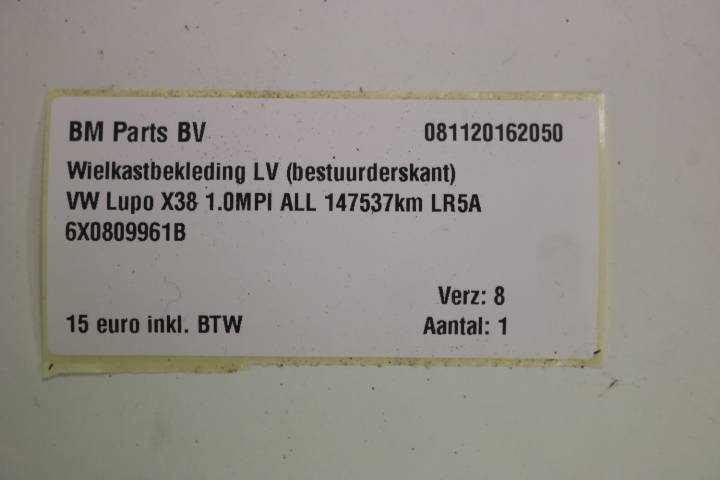 BM Parts BV 081120162050
Wielkastbekleding LV (bestuurderskant)
VW Lupo X38 1.0MPI ALL 147537km LR5A
6X0809961B
Verz: 8
15 euro inkl. BTW Aantal: 1